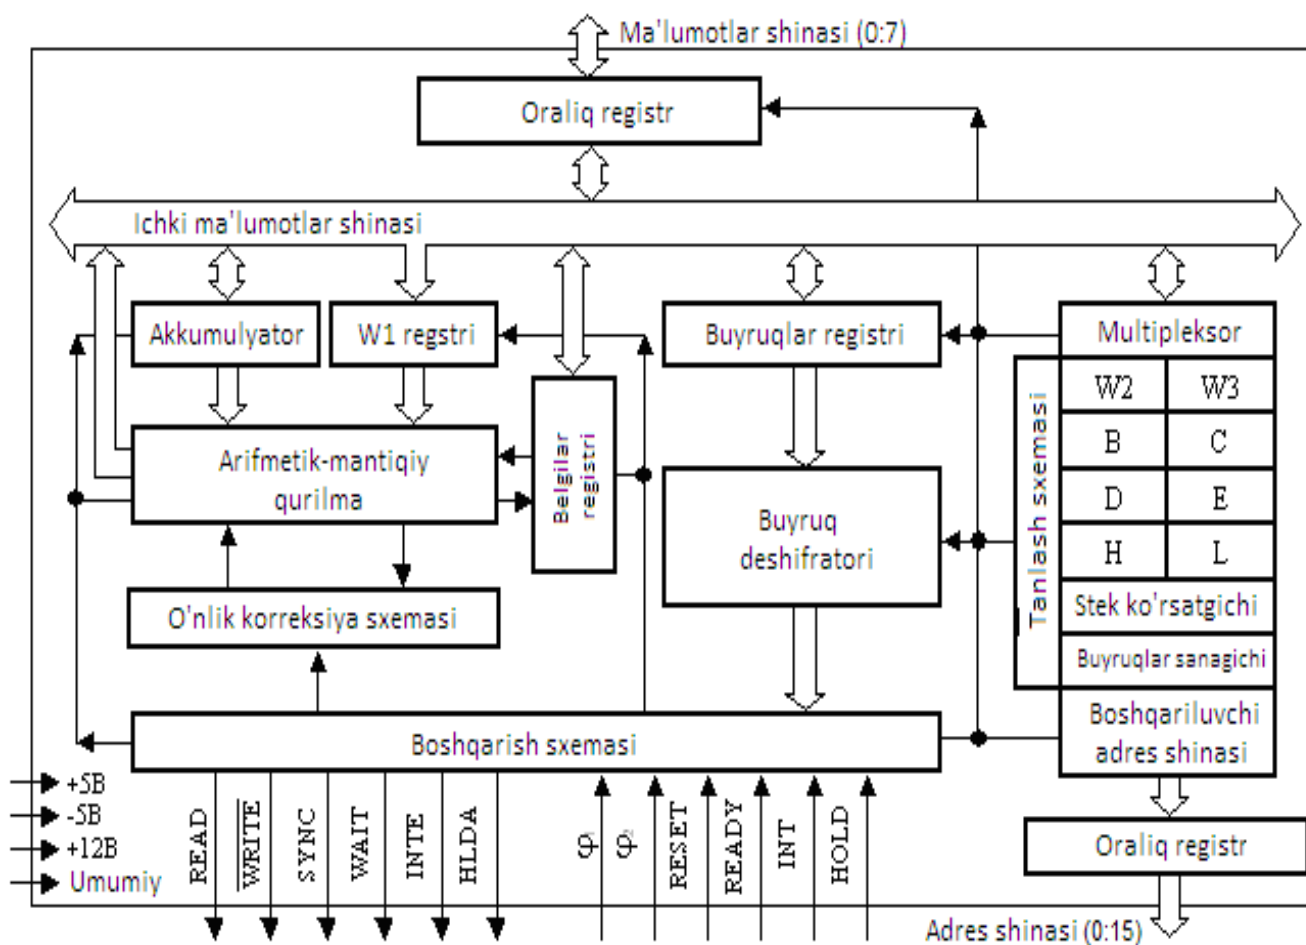 Ma'lumotlar shinasi (0:7)
Oraliq registr
Ichki ma'lumotlar shinasi
Akkumulyator
W1 regstri
Buyruqlar registri
Multipleksor
Tanlash sxemasi
W2
W3
B
C
D
E
H
L
Stek ko'rsatgichi
Buyruqlar sanagichi
Boshqariluvchi
adres shinasi
Arifmetik-mantiqiy
qurilma
Belgilar
registri
Buyruq
deshifratori
O'nlik korreksiya sxemasi
Boshqarish sxemasi
+5B
-5B
+12B
Umumiy
READ
WRITE
SYNC
WAIT
INTE
HLDA
φ₁
φ₂
RESET
READY
INT
HOLD
Oraliq registr
Adres shinasi (0:15)